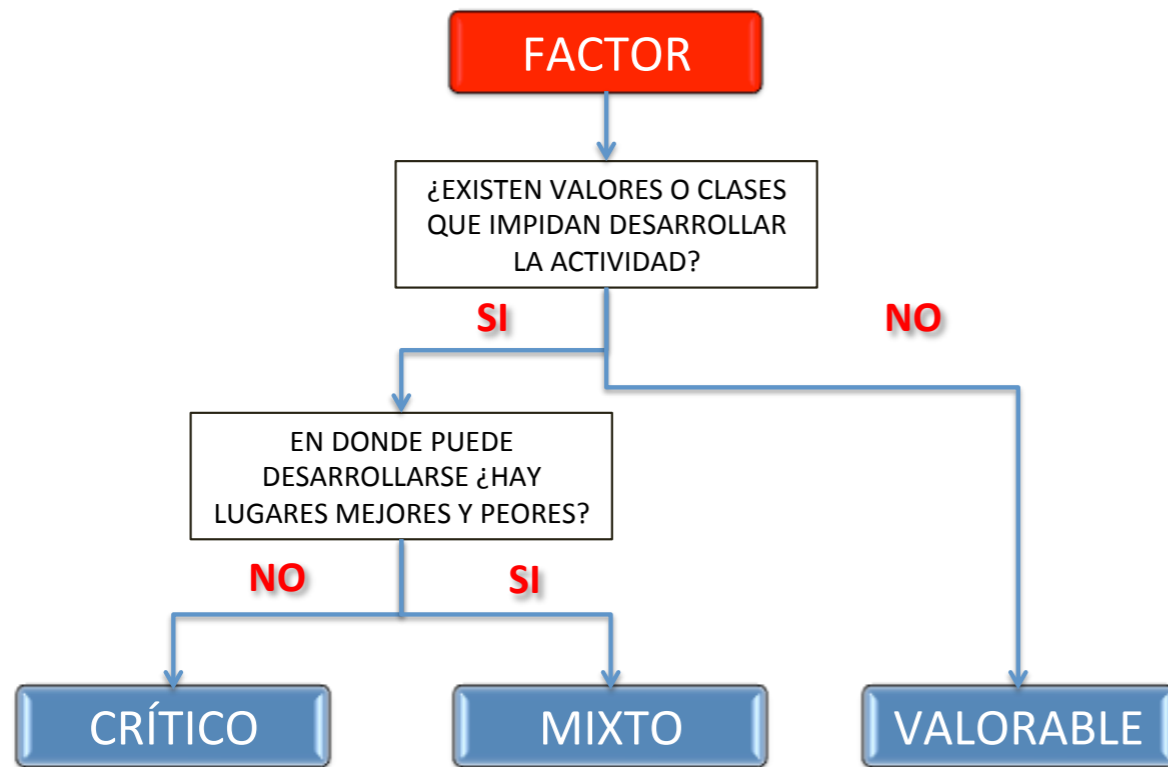 FACTOR
¿EXISTEN VALORES O CLASES
QUE IMPIDAN DESARROLLAR
LA ACTIVIDAD?
SI
NO
EN DONDE PUEDE
DESARROLLARSE ¿HAY
LUGARES MEJORES Y PEORES?
NO
SI
CRÍTICO
MIXTO
VALORABLE